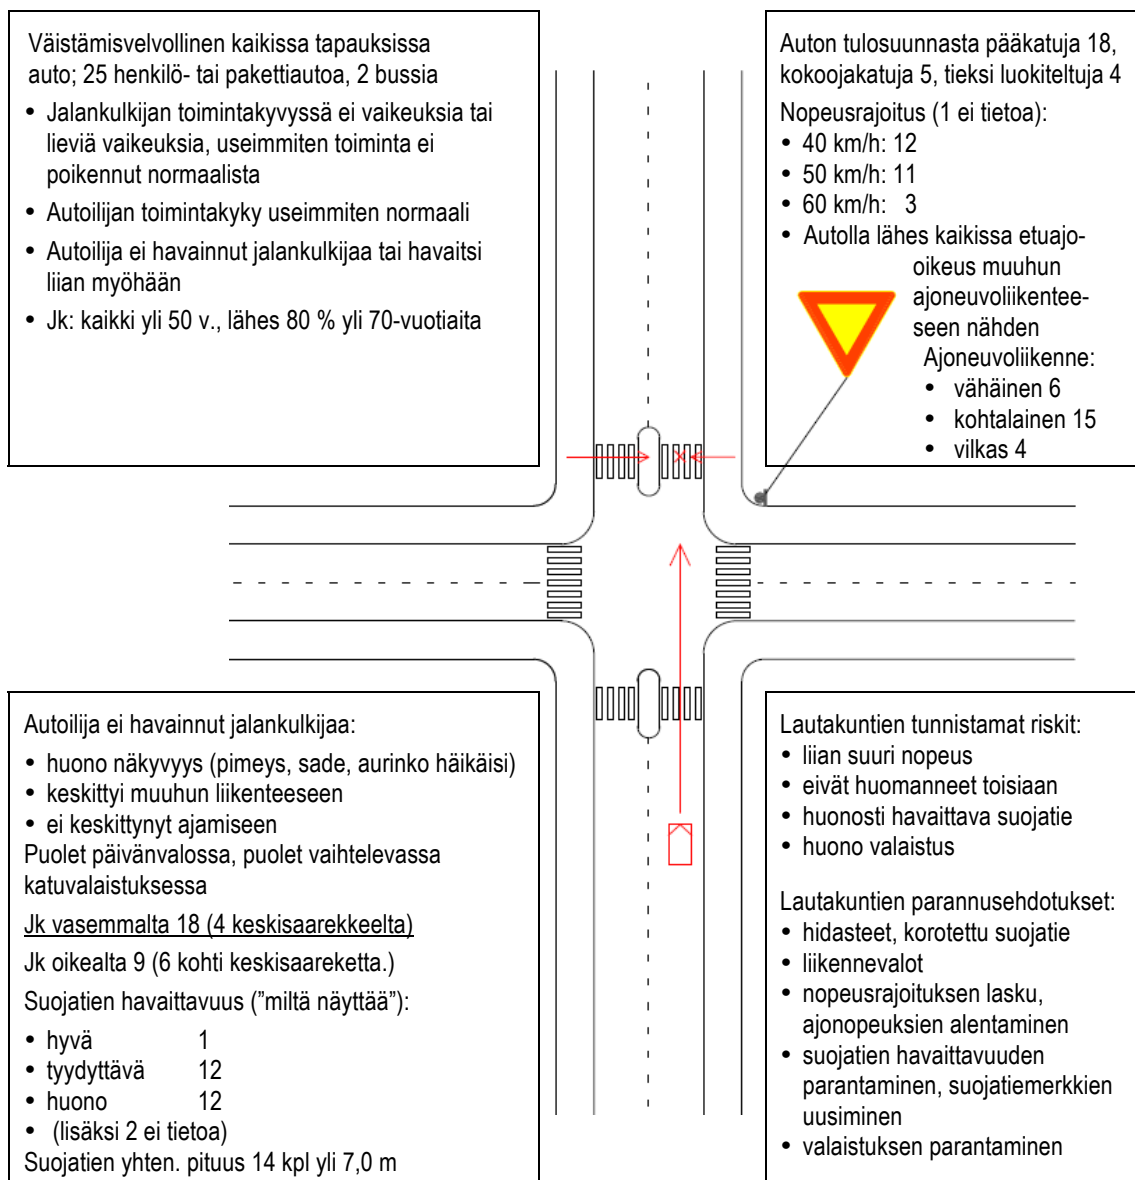 Väistämisvelvollinen kaikissa tapauksissa
auto; 25 henkilö- tai pakettiautoa, 2 bussia
• Jalankulkijan toimintakyvyssä ei vaikeuksia tai
lieviä vaikeuksia, useimmiten toiminta ei
poikennut normaalista
• Autoilijan toimintakyky useimmiten normaali
• Autoilija ei havainnut jalankulkijaa tai havaitsi
liian myöhään
• Jk: kaikki yli 50 v., lähes 80 % yli 70-vuotiaita
Auton tulosuunnasta pääkatuja 18,
kokoojakatuja 5, tieksi luokiteltuja 4
Nopeusrajoitus (1 ei tietoa):
• 40 km/h: 12
• 50 km/h: 11
• 60 km/h: 3
• Autolla lähes kaikissa etuajo-
oikeus muuhun
ajoneuvoliikentee-
seen nähden
Ajoneuvoliikenne:
• vähäinen 6
• kohtalainen 15
• vilkas 4
Autoilija ei havainnut jalankulkijaa:
• huono näkyvyys (pimeys, sade, aurinko häikäisi)
• keskittyi muuhun liikenteeseen
• ei keskittynyt ajamiseen
Puolet päivänvalossa, puolet vaihtelevassa
katuvalaistuksessa
Jk vasemmalta 18 (4 keskisaarekkeelta)
Jk oikealta 9 (6 kohti keskisaareketta.)
Suojatien havaittavuus (”miltä näyttää”):
• hyvä 1
• tyydyttävä 12
• huono 12
• (lisäksi 2 ei tietoa)
Suojatien yhten. pituus 14 kpl yli 7,0 m
Lautakuntien tunnistamat riskit:
• liian suuri nopeus
• eivät huomanneet toisiaan
• huonosti havaittava suojatie
• huono valaistus
Lautakuntien parannusehdotukset:
• hidasteet, korotettu suojatie
• liikennevalot
• nopeusrajoituksen lasku,
ajonopeuksien alentaminen
• suojatien havaittavuuden
parantaminen, suojatiemerkkien
uusiminen
• valaistuksen parantaminen